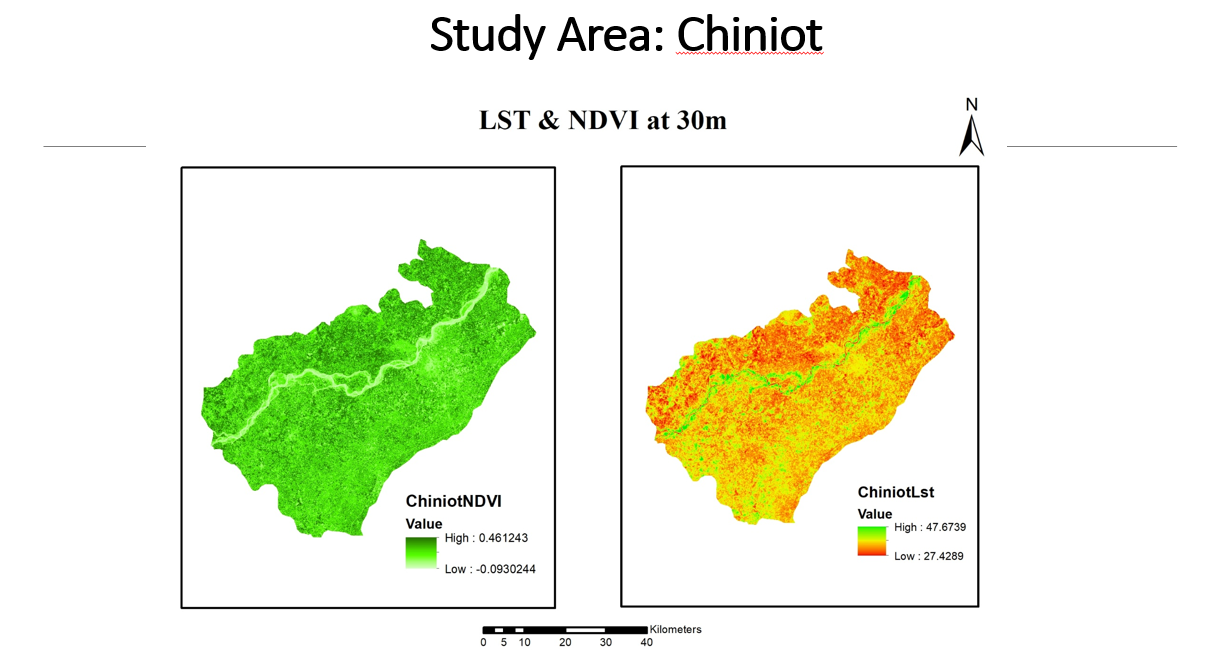 Study Area: Chiniot
LST & NDVI at 30m
N
ChiniotNDVI
Value
High : 0.461243
Low : -0.0930244
ChiniotLst
Value
High : 47.6739
Low : 27.4289
Kilometers
0 5 10 20 30 40